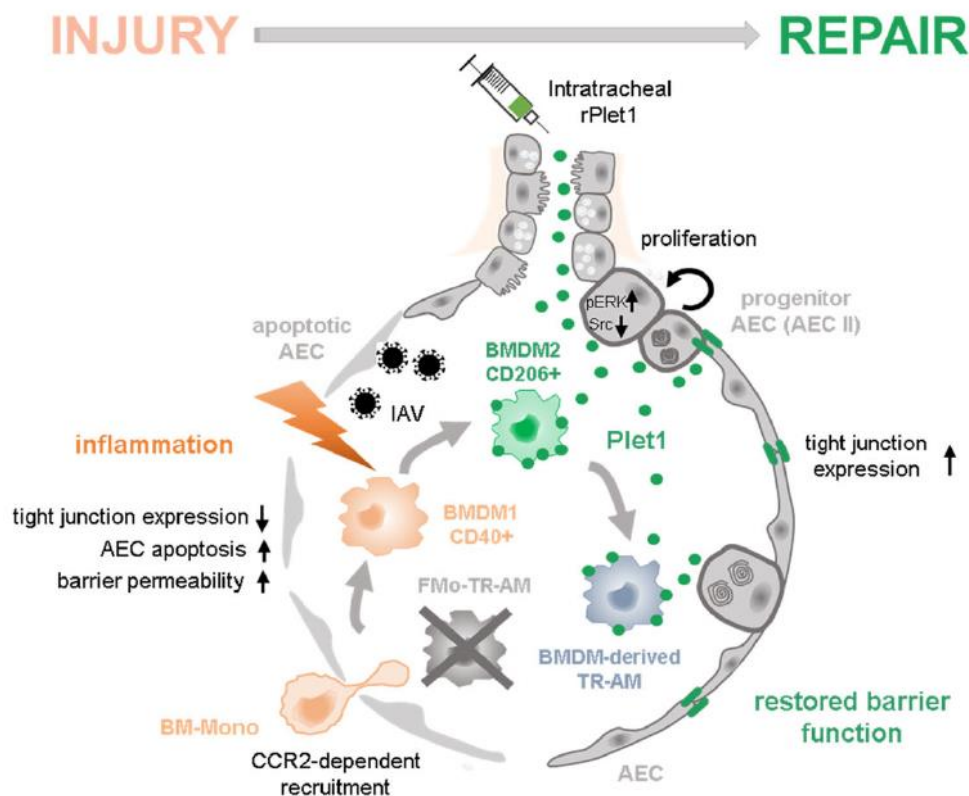 INJURY
REPAIR
Intratracheal
rPlet1
proliferation
pERK
Src
progenitor
AEC (AEC II)
apoptotic
AEC
IAV
BMDM2
CD206+
Plet1
inflammation
tight junction
expression
tight junction expression
AEC apoptosis
barrier permeability
BMDM1
CD40+
FMo-TR-AM
BMDM-derived
TR-AM
BM-Mono
CCR2-dependent
recruitment
restored barrier
function
AEC